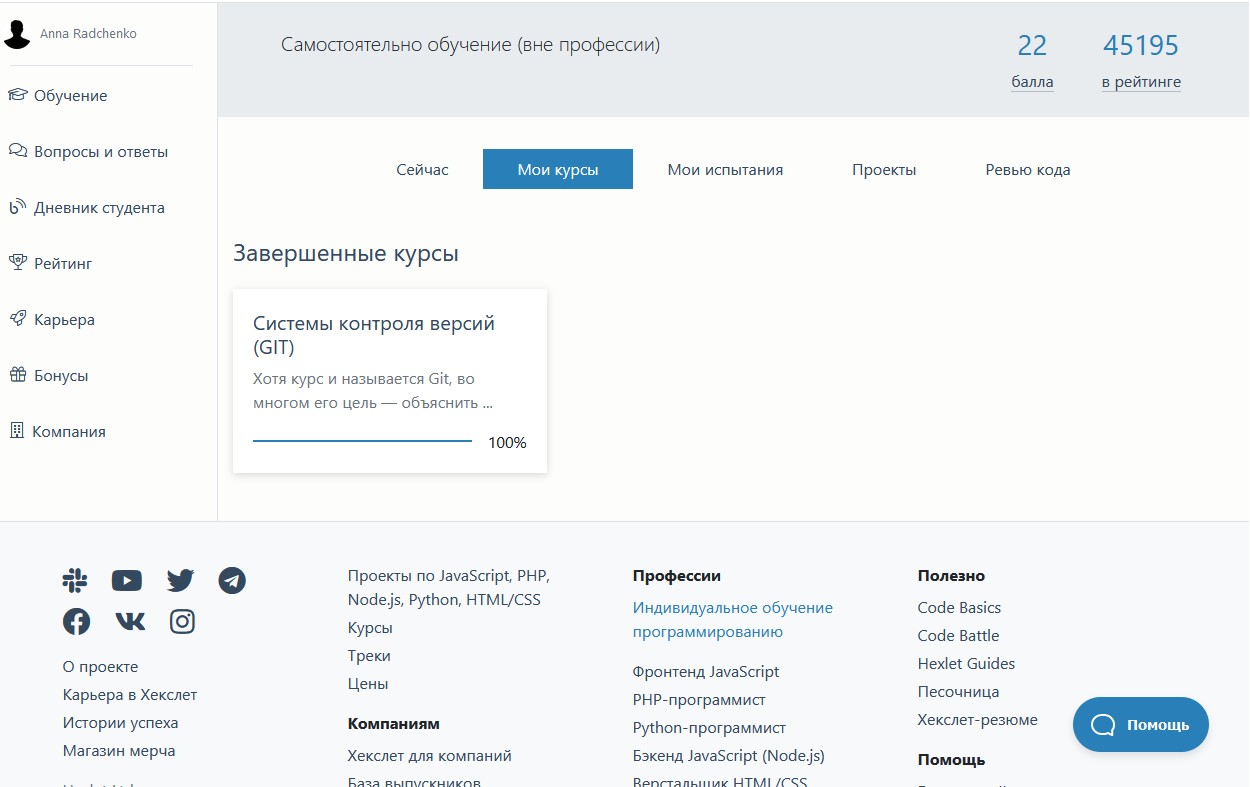 Anna Radchenko
Обучение
Вопросы и ответы
Дневник студента
Рейтинг
Карьера
Бонусы
Компания
Самостоятельно обучение (вне профессии)
22
балла
45195
в рейтинге
Сейчас
Мои курсы
Мои испытания
Проекты
Ревью кода
Завершенные курсы
Системы контроля версий
(GIT)
Хотя курс и называется Git, во
многом его цель — объяснить ...
100%
О проекте
Карьера в Хекслет
Истории успеха
Магазин мерча
Проекты по JavaScript, PHP,
Node.js, Python, HTML/CSS
Курсы
Треки
Цены
Компаниям
Хекслет для компаний
База выпускников
Профессии
Индивидуальное обучение
программированию
Фронтенд JavaScript
PHP-программист
Python-программист
Бэкенд JavaScript (Node.js)
Верстальщик HTML/CSS
Полезно
Code Basics
Code Battle
Hexlet Guides
Песочница
Хекслет-резюме
Помощь
Помощь